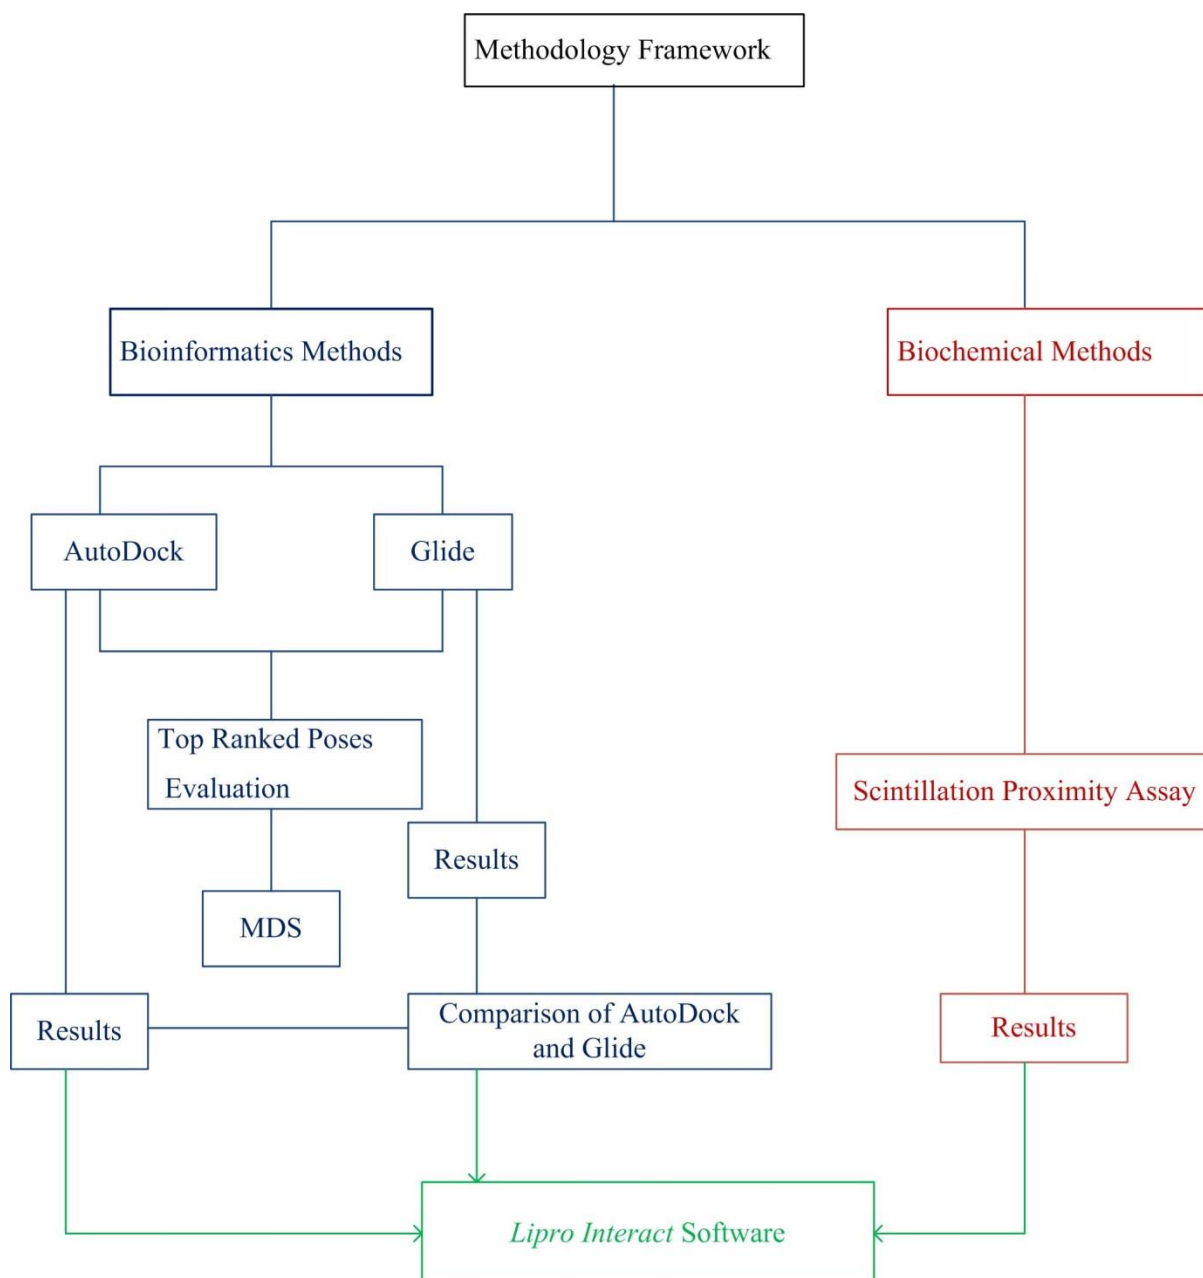 Methodology Framework
Bioinformatics Methods
Biochemical Methods
AutoDock
Glide
Top Ranked Poses
Evaluation
Scintillation Proximity Assay
Results
MDS
Results
Comparison of AutoDock
and Glide
Results
Lipro Interact Software